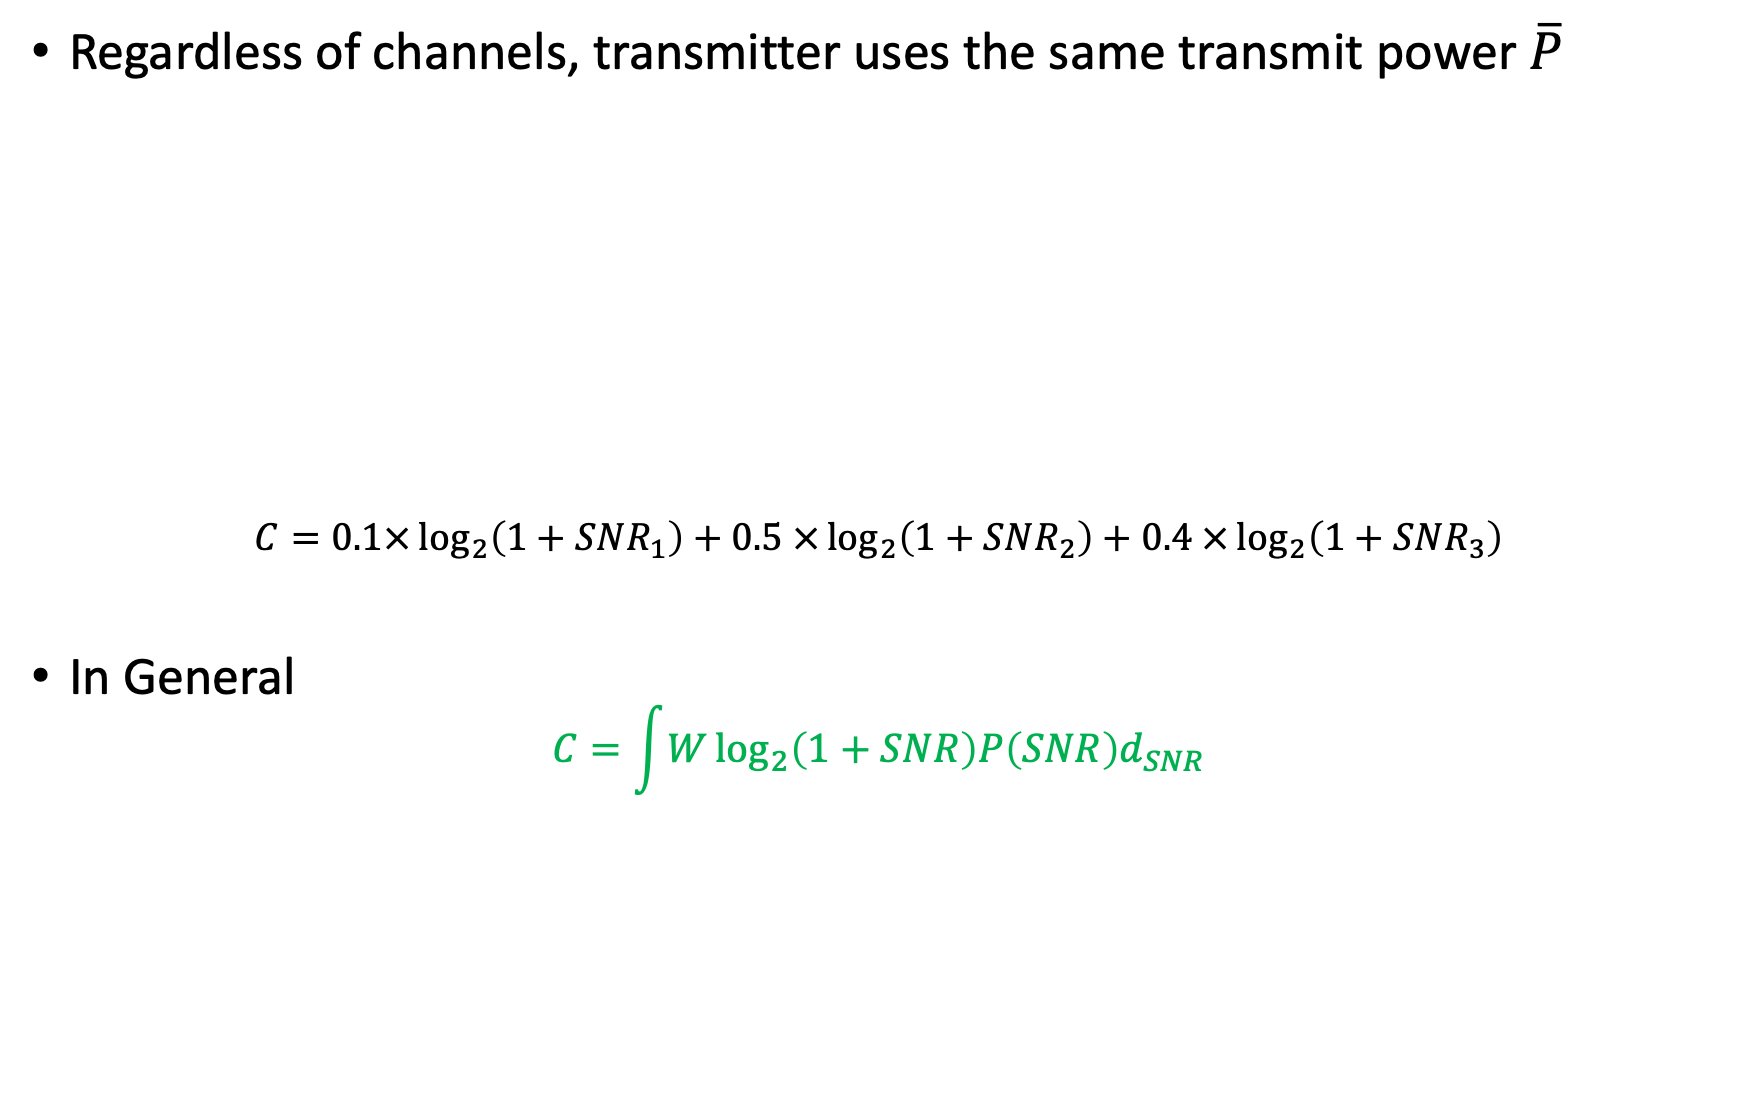 • Regardless of channels, transmitter uses the same transmit power P̅
C = 0.1× log₂(1 + SNR₁) + 0.5 × log₂(1 + SNR₂) + 0.4 × log₂(1 + SNR₃)
• In General
C = ∫ W log₂(1 + SNR)P(SNR)d_SNR